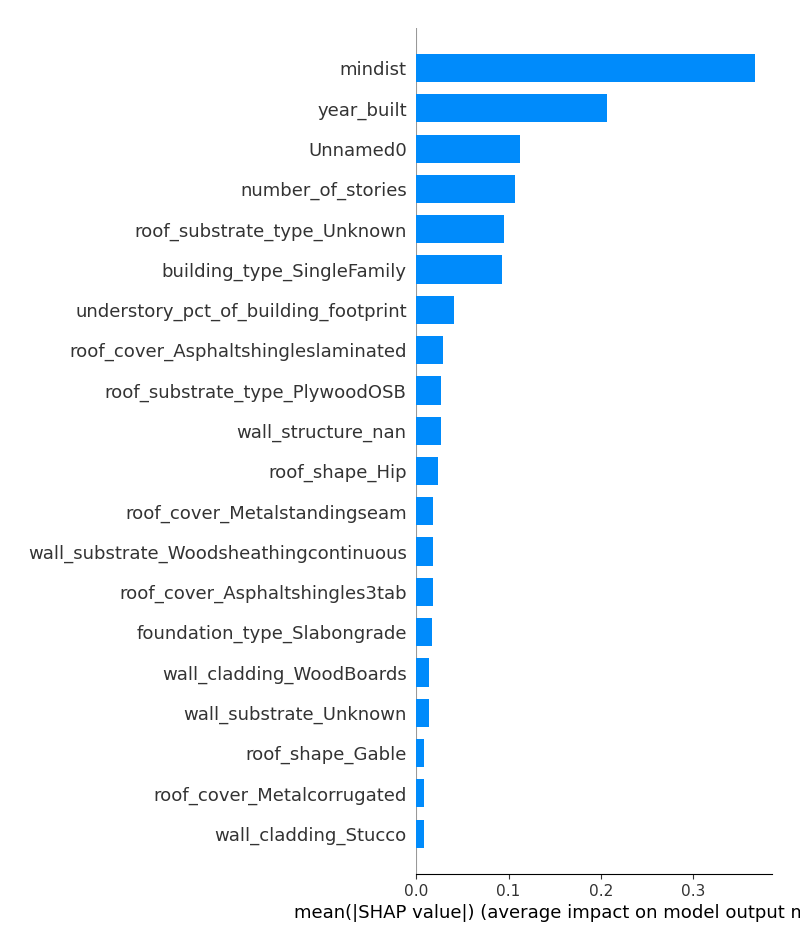 mindist
year_built
Unnamed0
number_of_stories
roof_substrate_type_Unknown
building_type_SingleFamily
understory_pct_of_building_footprint
roof_cover_Asphaltshingleslaminated
roof_substrate_type_PlywoodOSB
wall_structure_nan
roof_shape_Hip
roof_cover_Metalstandingseam
wall_substrate_Woodsheathingcontinuous
roof_cover_Asphaltshingles3tab
foundation_type_Slabongrade
wall_cladding_WoodBoards
wall_substrate_Unknown
roof_shape_Gable
roof_cover_Metalcorrugated
wall_cladding_Stucco
0.0 0.1 0.2 0.3
mean(|SHAP value|) (average impact on model output